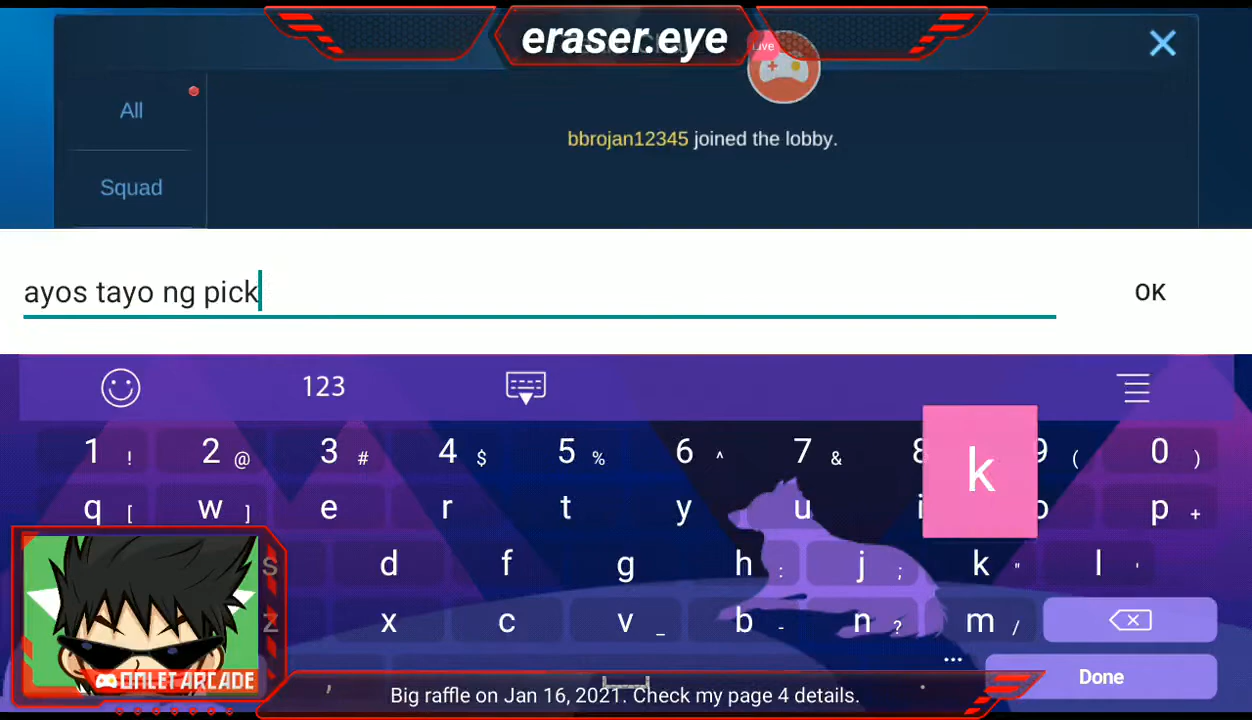 eraser.eye
Live
All
bbrojan12345 joined the lobby.
Squad
ayos tayo ng pick
OK
123
1 ! 2 @ 3 # 4 $ 5 % 6 ^ 7 & 8 9 ( 0 )
k
q [ w ] e r t y u i o p +
s d f g h : j ; k " l '
z x c v _ b - n ? m /
, . ...
Done
OMLET ARCADE
Big raffle on Jan 16, 2021. Check my page 4 details.